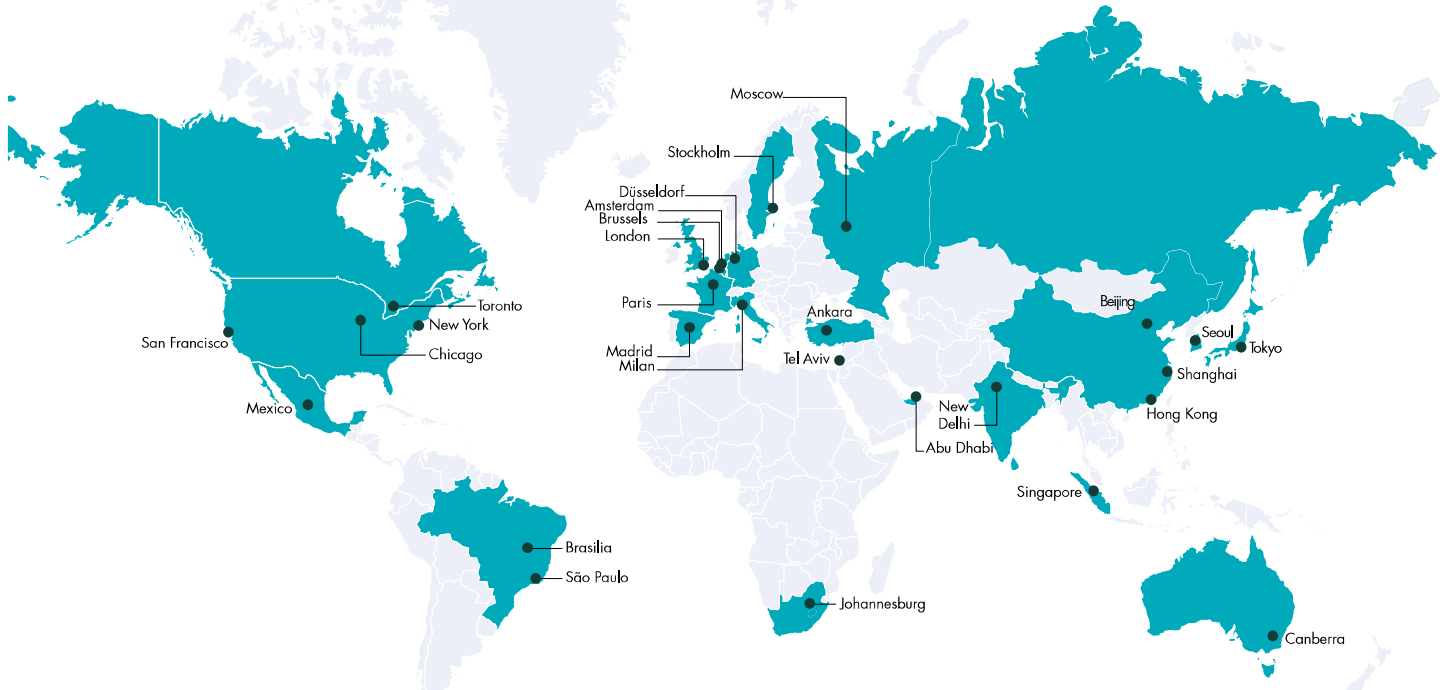 Moscow
Stockholm
Düsseldorf
Amsterdam
Brussels
London
Paris
Madrid
Milan
Toronto
New York
Chicago
San Francisco
Mexico
Brasilia
São Paulo
Ankara
Tel Aviv
New
Delhi
Abu Dhabi
Beijing
Seoul
Tokyo
Shanghai
Hong Kong
Singapore
Johannesburg
Canberra